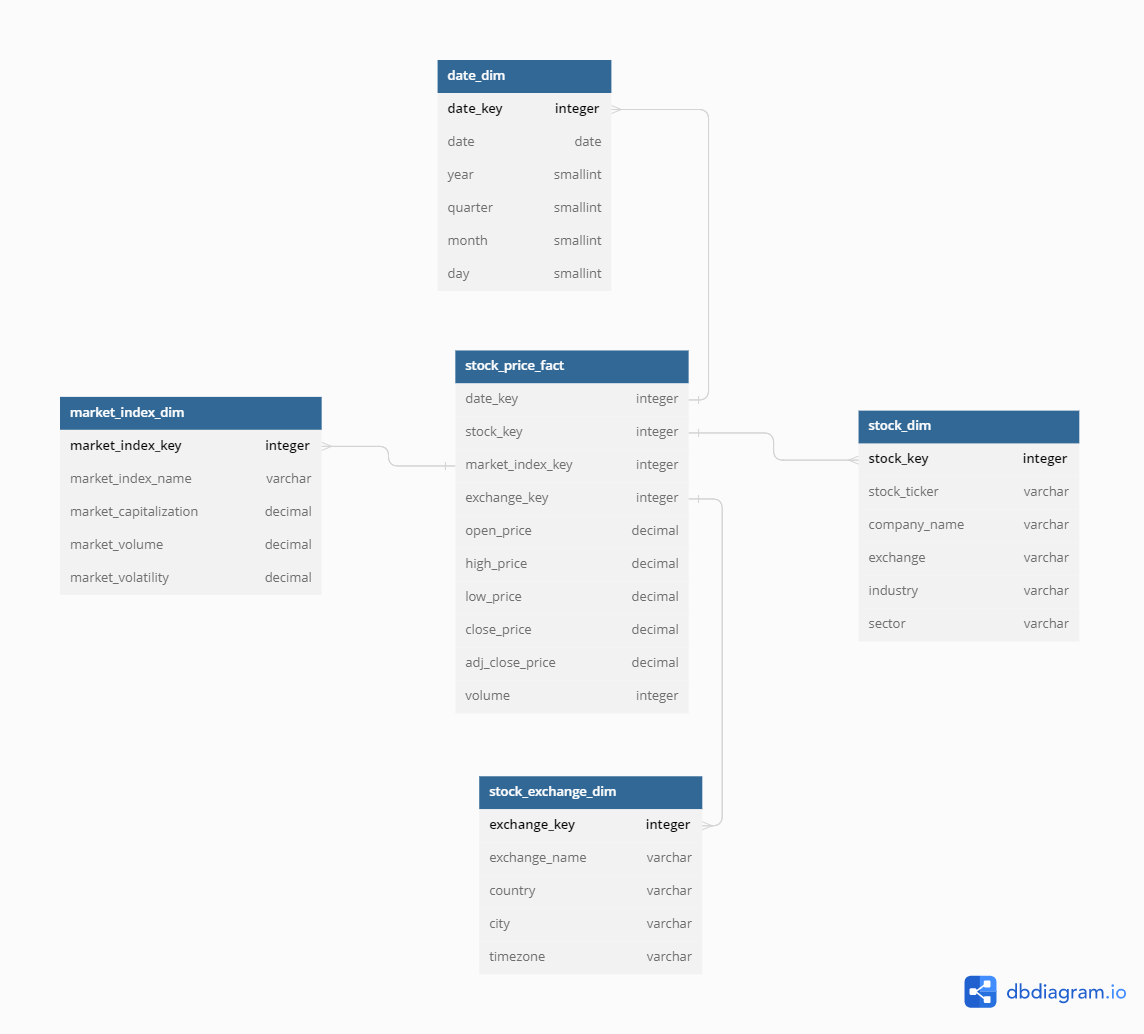 date_dim
date_key integer
date date
year smallint
quarter smallint
month smallint
day smallint
stock_price_fact
date_key integer
stock_key integer
market_index_key integer
exchange_key integer
open_price decimal
high_price decimal
low_price decimal
close_price decimal
adj_close_price decimal
volume integer
market_index_dim
market_index_key integer
market_index_name varchar
market_capitalization decimal
market_volume decimal
market_volatility decimal
stock_dim
stock_key integer
stock_ticker varchar
company_name varchar
exchange varchar
industry varchar
sector varchar
stock_exchange_dim
exchange_key integer
exchange_name varchar
country varchar
city varchar
timezone varchar
dbdiagram.io